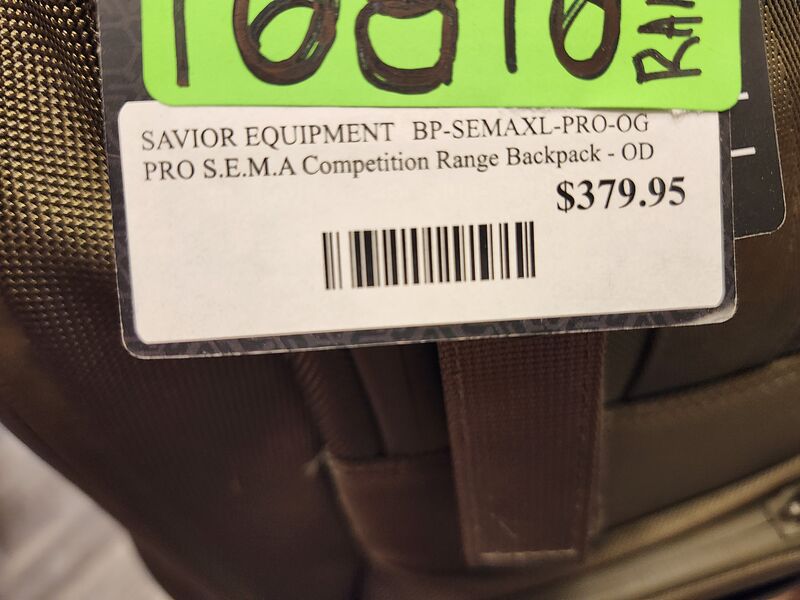 SAVIOR EQUIPMENT BP-SEMAXL-PRO-OG
PRO S.E.M.A Competition Range Backpack - OD
$379.95